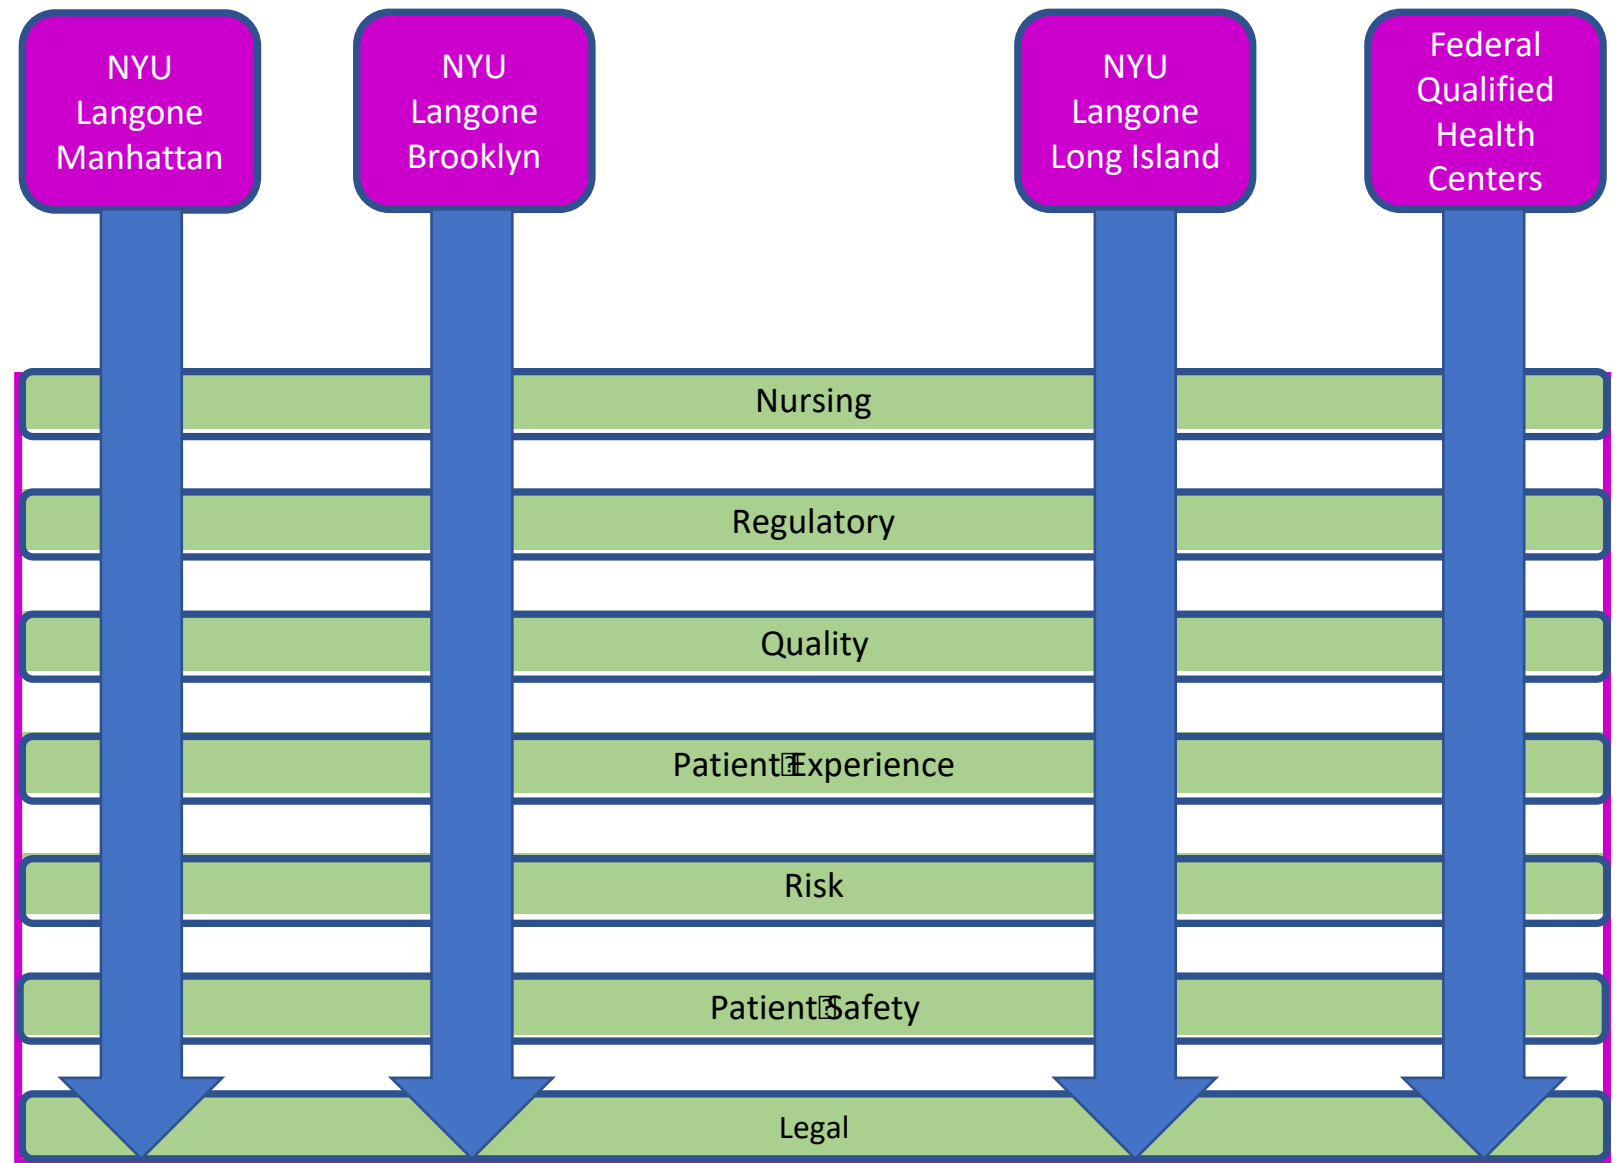 NYU
Langone
Manhattan
NYU
Langone
Brooklyn
NYU
Langone
Long Island
Federal
Qualified
Health
Centers
Nursing
Regulatory
Quality
Patient Experience
Risk
Patient Safety
Legal